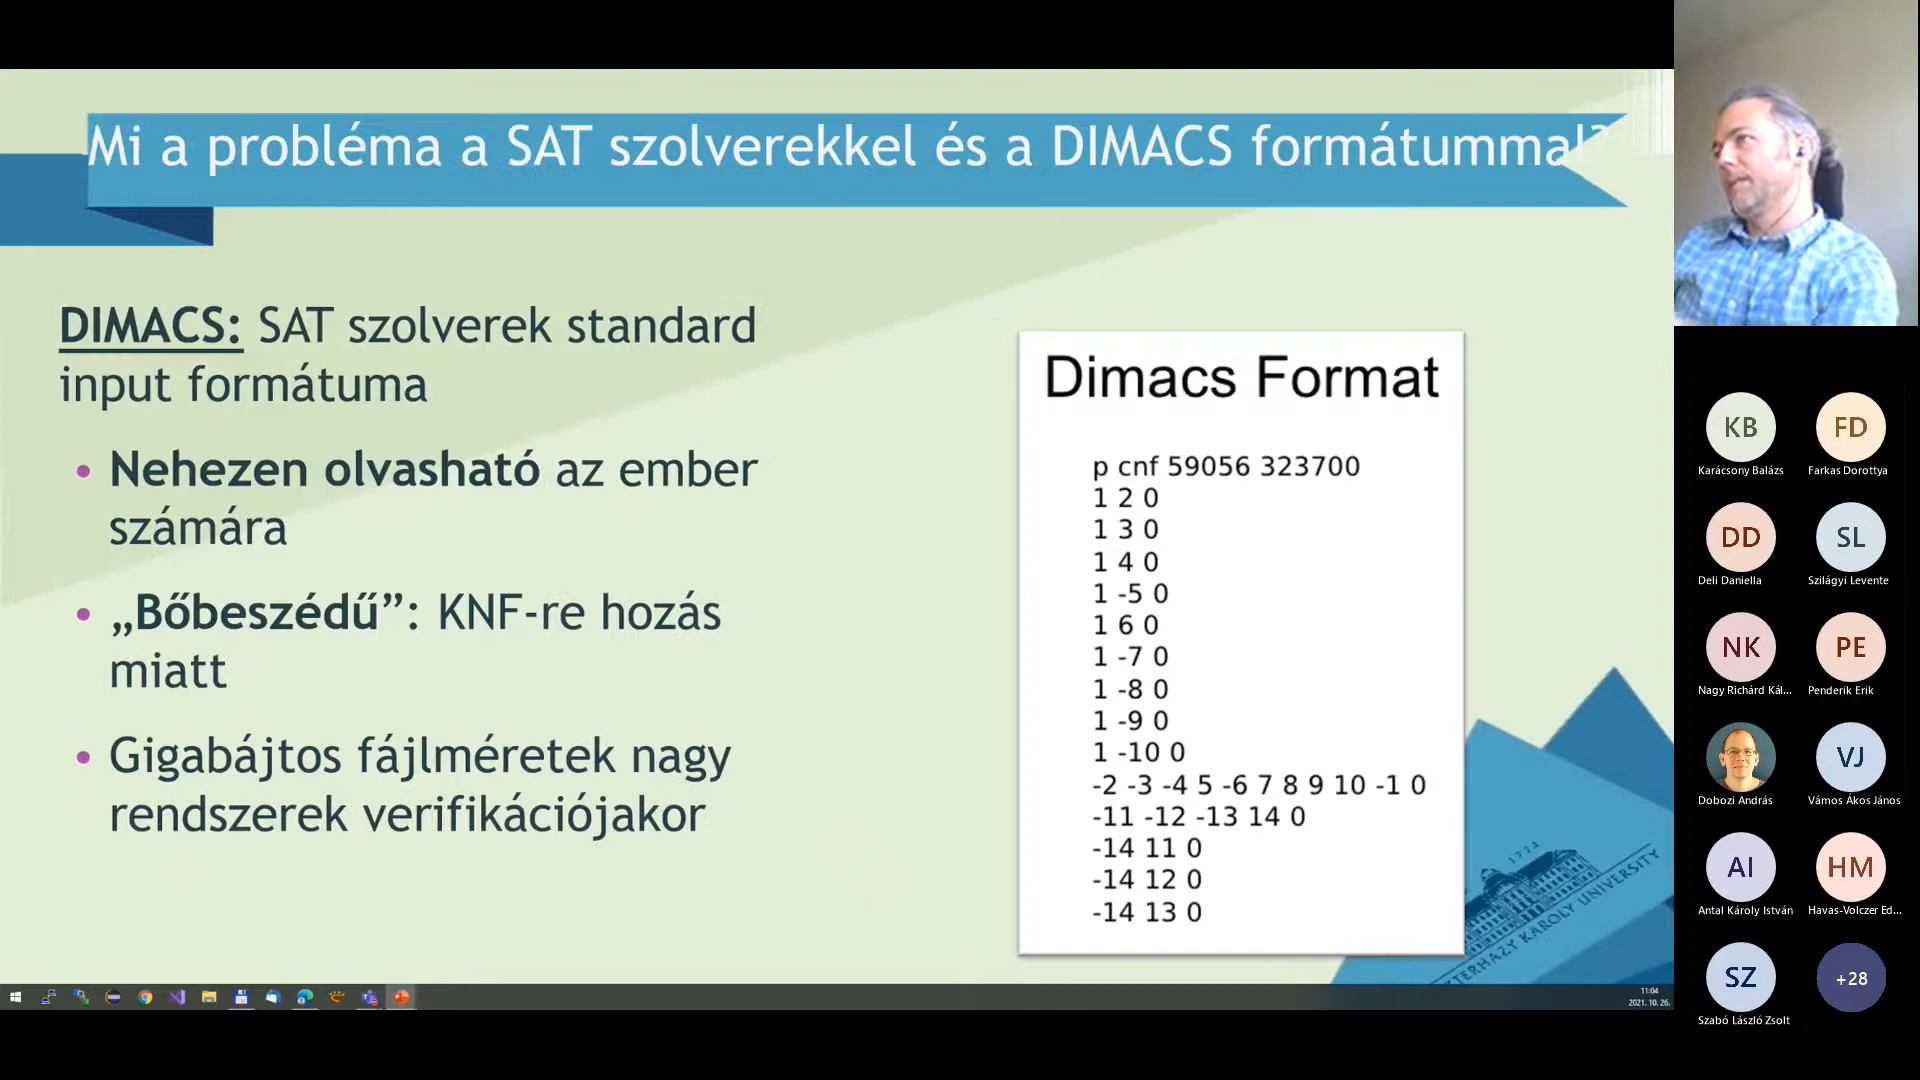 Mi a probléma a SAT szolverekkel és a DIMACS formátummal?
DIMACS: SAT szolverek standard
input formátuma
• Nehezen olvasható az ember
számára
• „Bőbeszédű”: KNF-re hozás
miatt
• Gigabájtos fájlméretek nagy
rendszerek verifikációjakor
Dimacs Format
p cnf 59056 323700
1 2 0
1 3 0
1 4 0
1 -5 0
1 6 0
1 -7 0
1 -8 0
1 -9 0
1 -10 0
-2 -3 -4 5 -6 7 8 9 10 -1 0
-11 -12 -13 14 0
-14 11 0
-14 12 0
-14 13 0
1774
ZTERHÁZY KÁROLY UNIVERSITY
11:04
2021. 10. 26.
KB
FD
Karácsony Balázs
Farkas Dorottya
DD
SL
Deli Daniella
Szilágyi Levente
NK
PE
Nagy Richárd Kál...
Penderik Erik
VJ
Dobozi András
Vámos Ákos János
AI
HM
Antal Károly István
Havas-Volczer Ed...
SZ
+28
Szabó László Zsolt